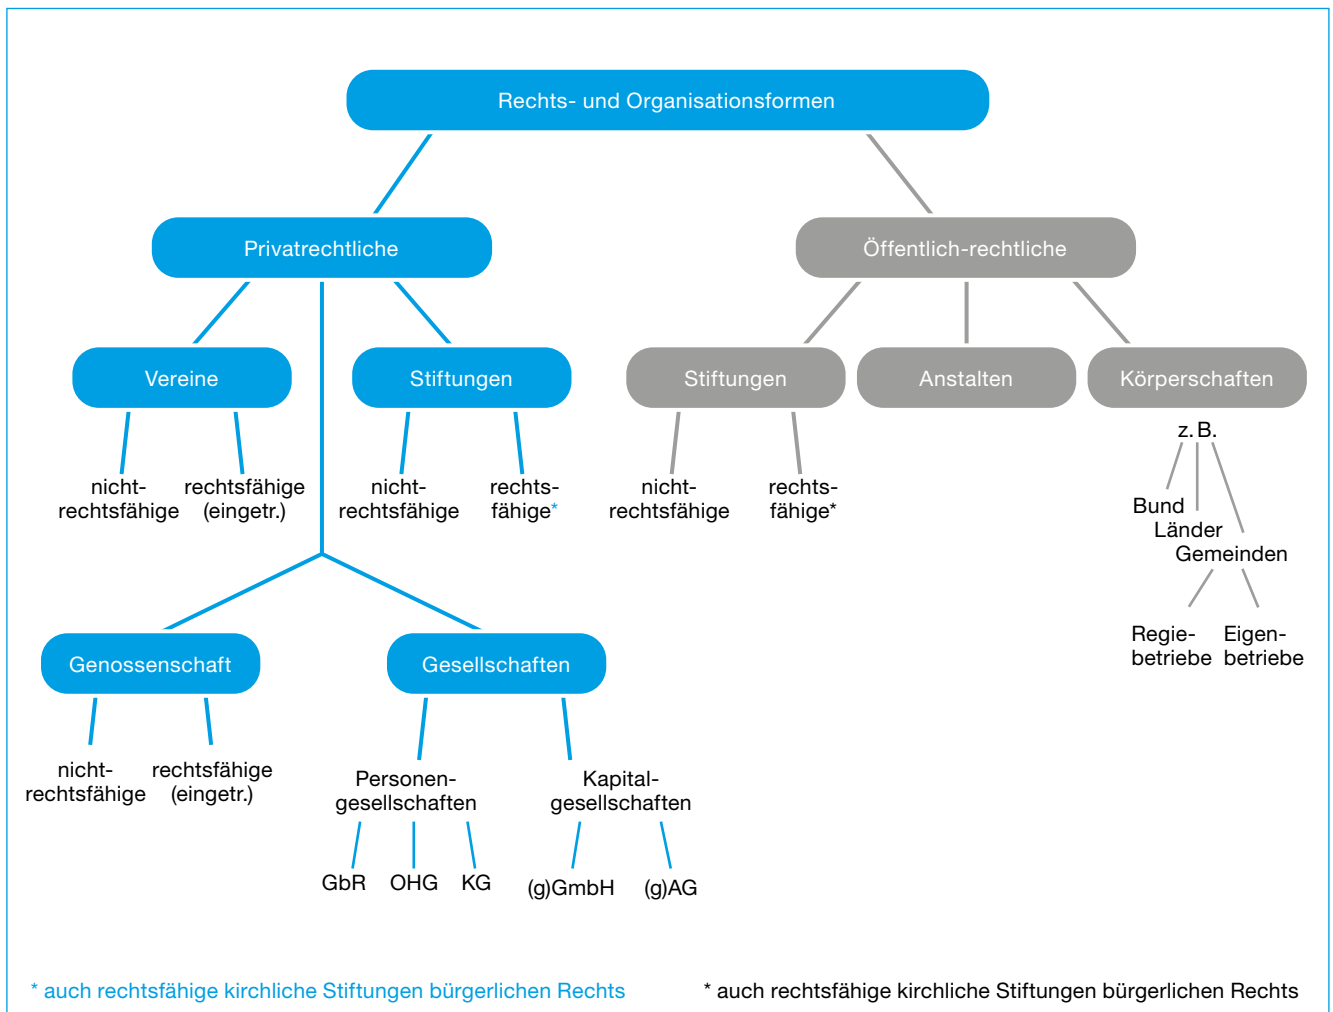 Rechts- und Organisationsformen
Privatrechtliche
Öffentlich-rechtliche
Vereine
Stiftungen
Stiftungen
Anstalten
Körperschaften
z. B.
nicht-
rechtsfähige
rechtsfähige
(eingetr.)
nicht-
rechtsfähige
rechts-
fähige*
nicht-
rechtsfähige
rechts-
fähige*
Bund
Länder
Gemeinden
Regie-
betriebe
Eigen-
betriebe
Genossenschaft
Gesellschaften
nicht-
rechtsfähige
rechtsfähige
(eingetr.)
Personen-
gesellschaften
Kapital-
gesellschaften
GbR
OHG
KG
(g)GmbH
(g)AG
* auch rechtsfähige kirchliche Stiftungen bürgerlichen Rechts
* auch rechtsfähige kirchliche Stiftungen bürgerlichen Rechts